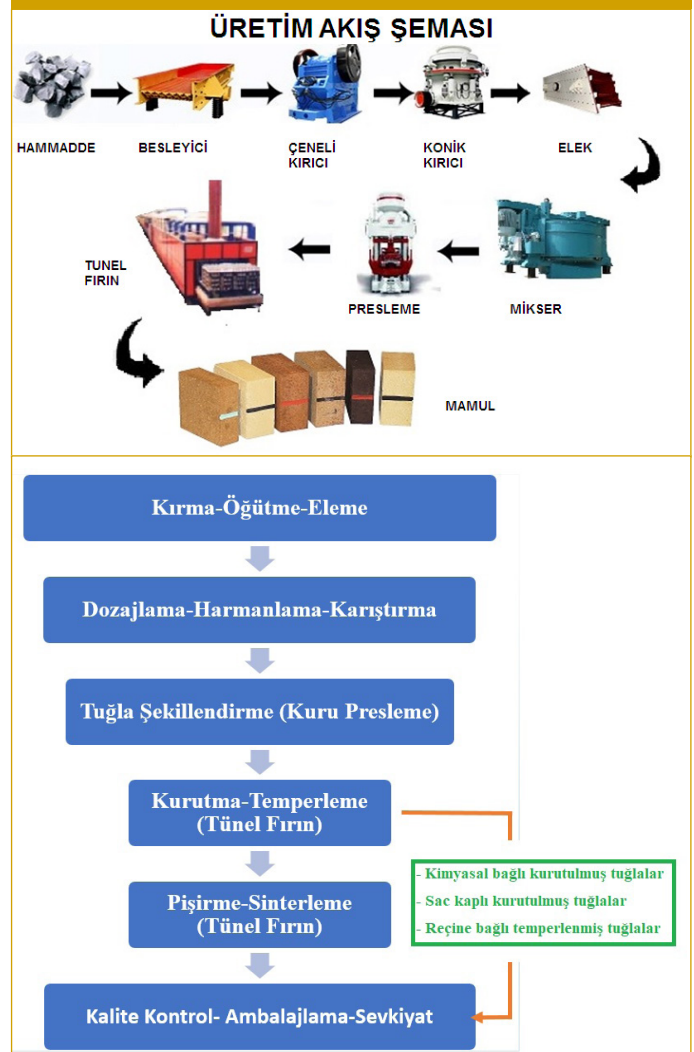 ÜRETİM AKIŞ ŞEMASI
HAMMADDE
BESLEYİCİ
ÇENELİ
KIRICI
KONİK
KIRICI
ELEK
TUNEL
FIRIN
PRESLEME
MİKSER
MAMUL
Kırma-Öğütme-Eleme
Dozajlama-Harmanlama-Karıştırma
Tuğla Şekillendirme (Kuru Presleme)
Kurutma-Temperleme
(Tünel Fırın)
- Kimyasal bağlı kurutulmuş tuğlalar
- Sac kaplı kurutulmuş tuğlalar
- Reçine bağlı temperlenmiş tuğlalar
Pişirme-Sinterleme
(Tünel Fırın)
Kalite Kontrol- Ambalajlama-Sevkiyat